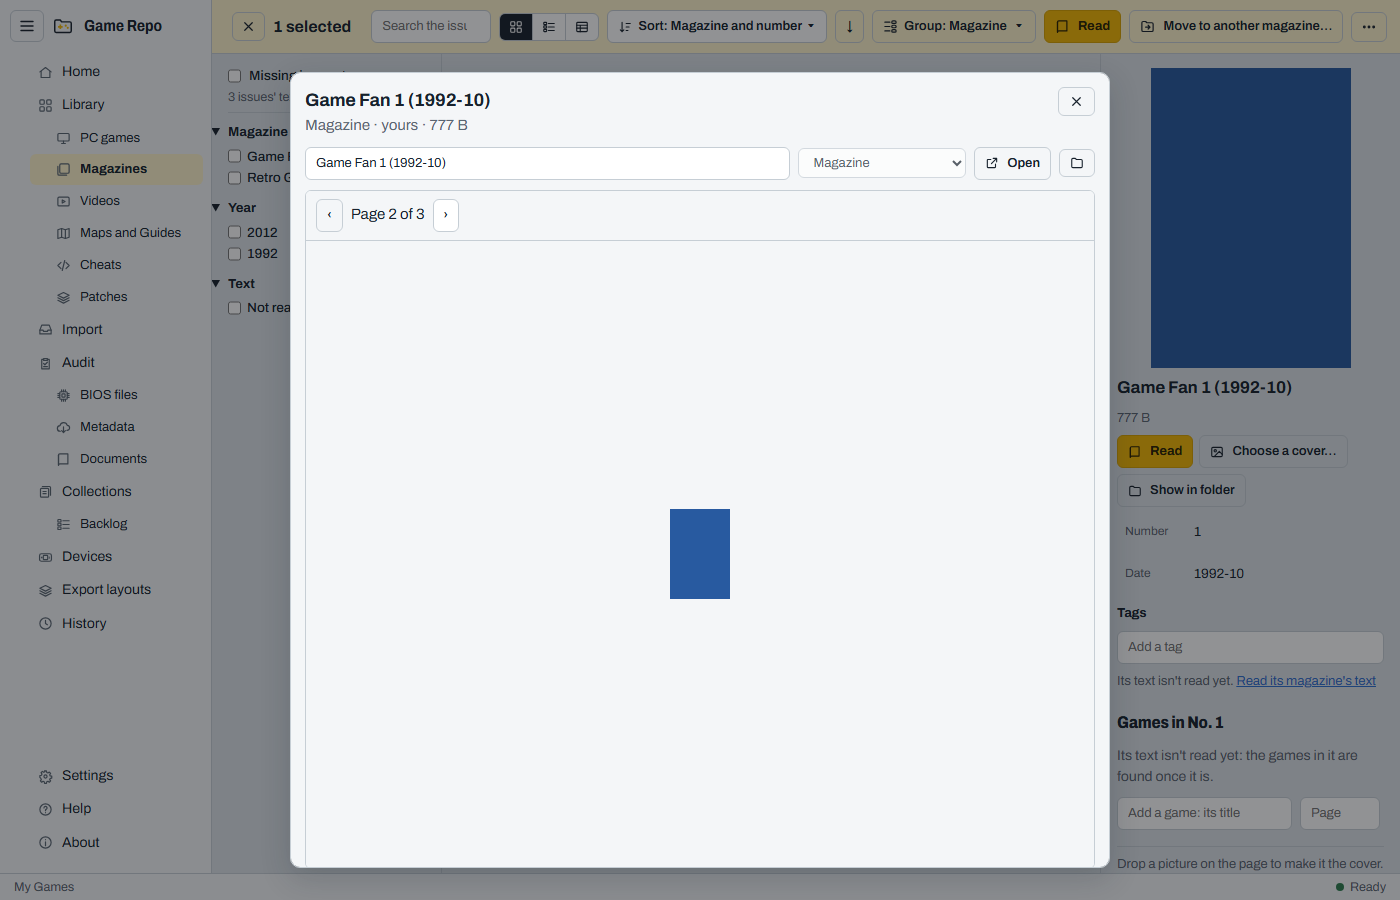 Game Repo
1 selected
Search the issu
Sort: Magazine and number
Group: Magazine
Read
Move to another magazine...
Home
Library
PC games
Magazines
Videos
Maps and Guides
Cheats
Patches
Import
Audit
BIOS files
Metadata
Documents
Collections
Backlog
Devices
Export layouts
History
Settings
Help
About
3 issues' te
Magazine
Game
Retro
Year
2012
1992
Text
Not rea
Game Fan 1 (1992-10)
Magazine · yours · 777 B
Game Fan 1 (1992-10)
Magazine
Open
Page 2 of 3
Game Fan 1 (1992-10)
777 B
Read
Choose a cover...
Show in folder
Number 1
Date 1992-10
Tags
Add a tag
Its text isn't read yet. Read its magazine's text
Games in No. 1
Its text isn't read yet: the games in it are
found once it is.
Add a game: its title
Page
Drop a picture on the page to make it the cover.
My Games
Ready